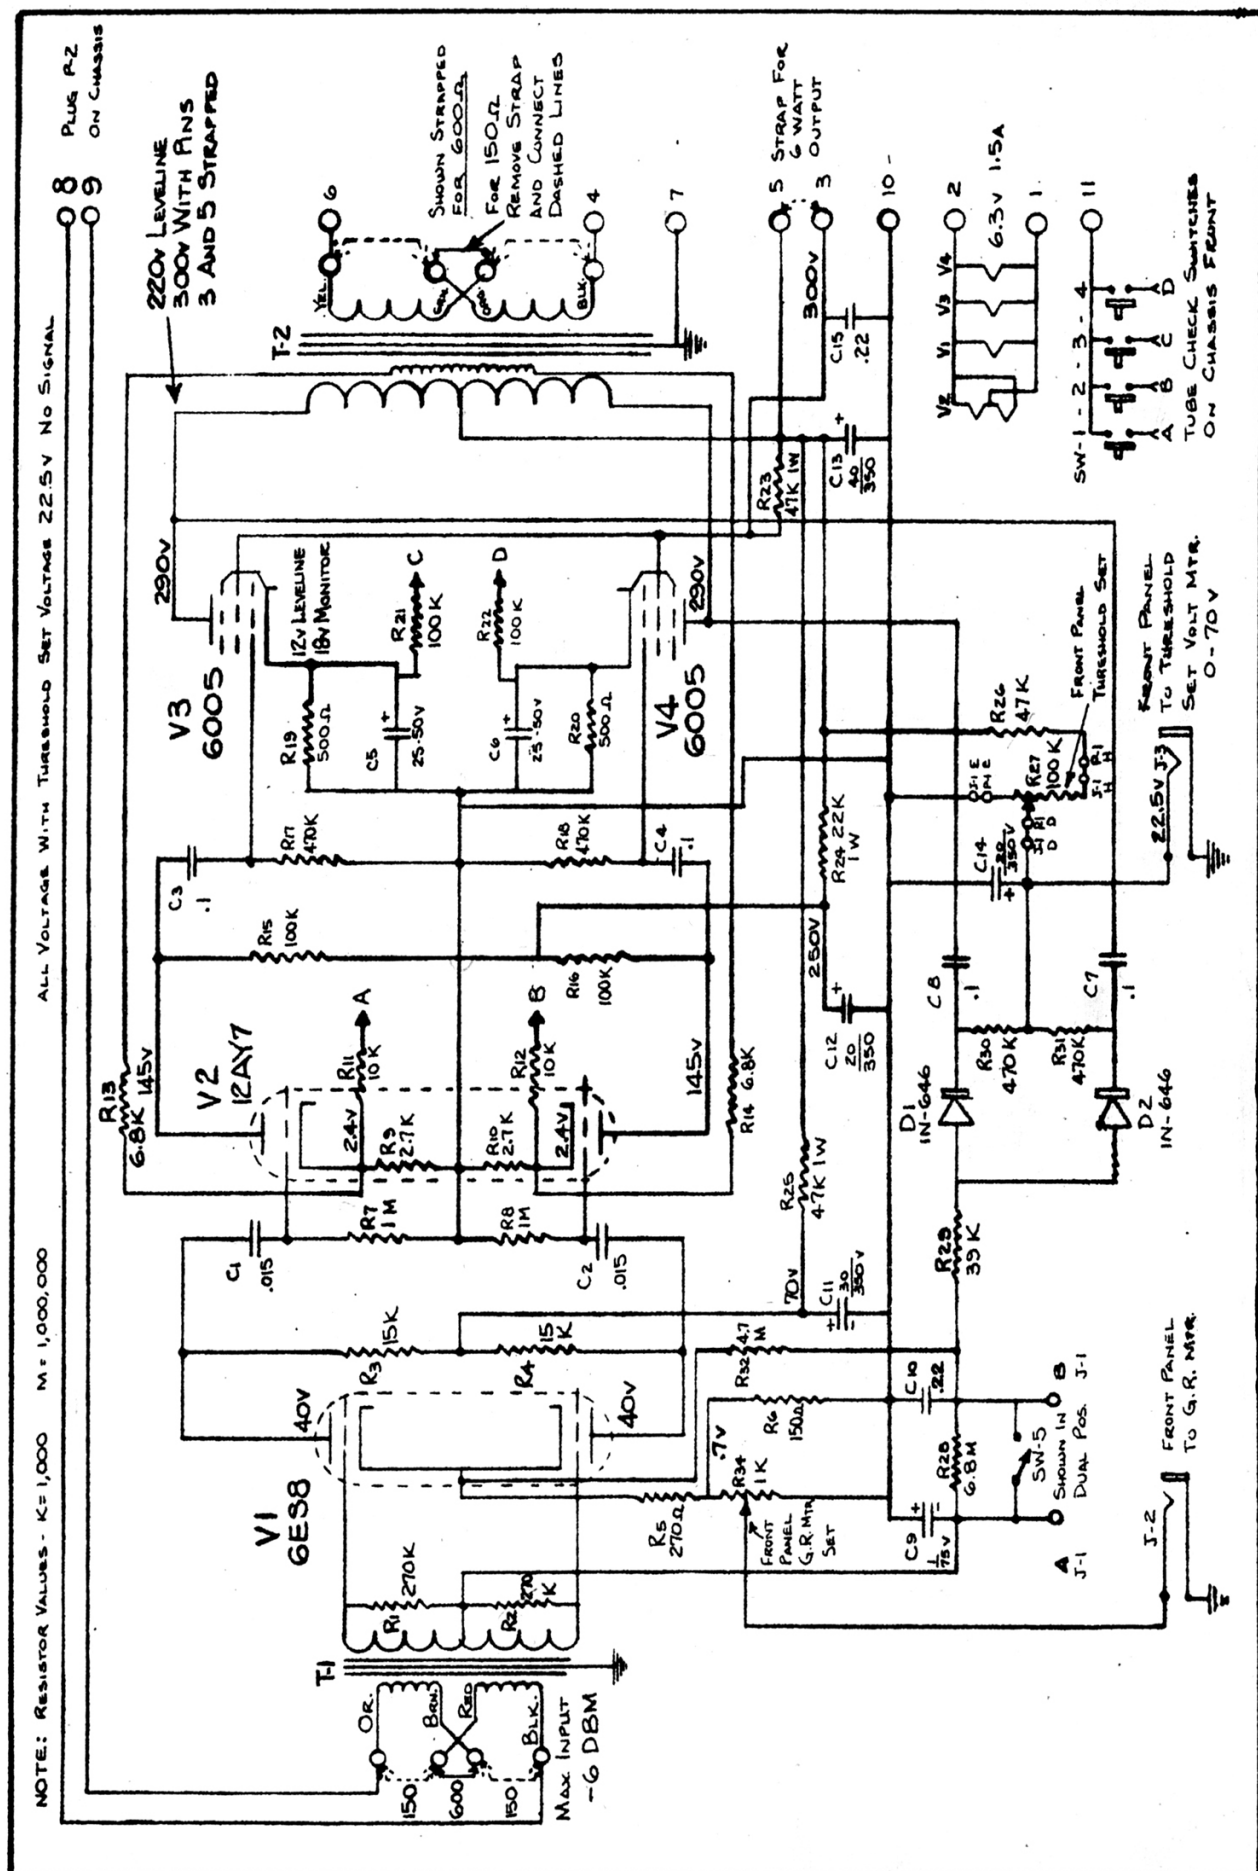 NOTE: RESISTOR VALUES - K=1,000 M=1,000,000
ALL VOLTAGE WITH THRESHOLD SET VOLTAGE 22.5V NO SIGNAL
8
9
PLUG P-2
ON CHASSIS
220V LEVELINE
300V WITH PINS
3 AND 5 STRAPPED
OR.
BRN.
RED
BLK.
150
600
150
MAX INPUT
-6 DBM
T-1
R1
270K
R2
270
K
V1
6ES8
40V
40V
R3
15K
R4
15
K
C1
.015
C2
.015
R7
1M
R8
1M
R13
6.8K
145V
V2
12AY7
2.4V
R9
2.7K
R10
2.7K
2.4V
R11
10K
A
R12
10K
B
145V
R14 6.8K
R15
100K
R16
100K
C3
.1
R17
470K
R18
470K
C4
.1
V3
6005
290V
12V LEVELINE
18V MONITOR
R19
500Ω
C5
25-50V
R21
100K
C
R22
100K
D
C6
25-50V
R20
500Ω
V4
6005
290V
T-2
YEL.
BLK.
6
SHOWN STRAPPED
FOR 600Ω
FOR 150Ω
REMOVE STRAP
AND CONNECT
DASHED LINES
4
7
5
STRAP FOR
6 WATT
OUTPUT
3
R23
47K 1W
300V
C15
.22
C13
40
350
10
R5
270Ω
.7V
R34
1K
FRONT
PANEL
G.R. MTR
SET
R6
150Ω
R32
4.7
M
70V
C11
30
350V
R25
47K 1W
250V
C12
20
350
R24 22K
1W
C9
1
75V
C10
.22
R28
6.8M
SW-5
SHOWN IN
DUAL POS.
A
J-1
B
J-1
J-2
FRONT PANEL
TO G.R. MTR.
R29
39K
D1
IN-646
D2
IN-646
R30
470K
R31
470K
C8
.1
C7
.1
C14
20
350V
R26
47K
R27
100K
J-1 E
P-1 E
J-1
D
P-1
D
J-1
H
P-1
H
FRONT PANEL
THRESHOLD SET
22.5V
J-3
FRONT PANEL
TO THRESHOLD
SET VOLT MTR.
0-70V
V2
V1
V3
V4
2
6.3V 1.5A
1
11
SW-1-2-3-4
A
B
C
D
TUBE CHECK SWITCHES
ON CHASSIS FRONT